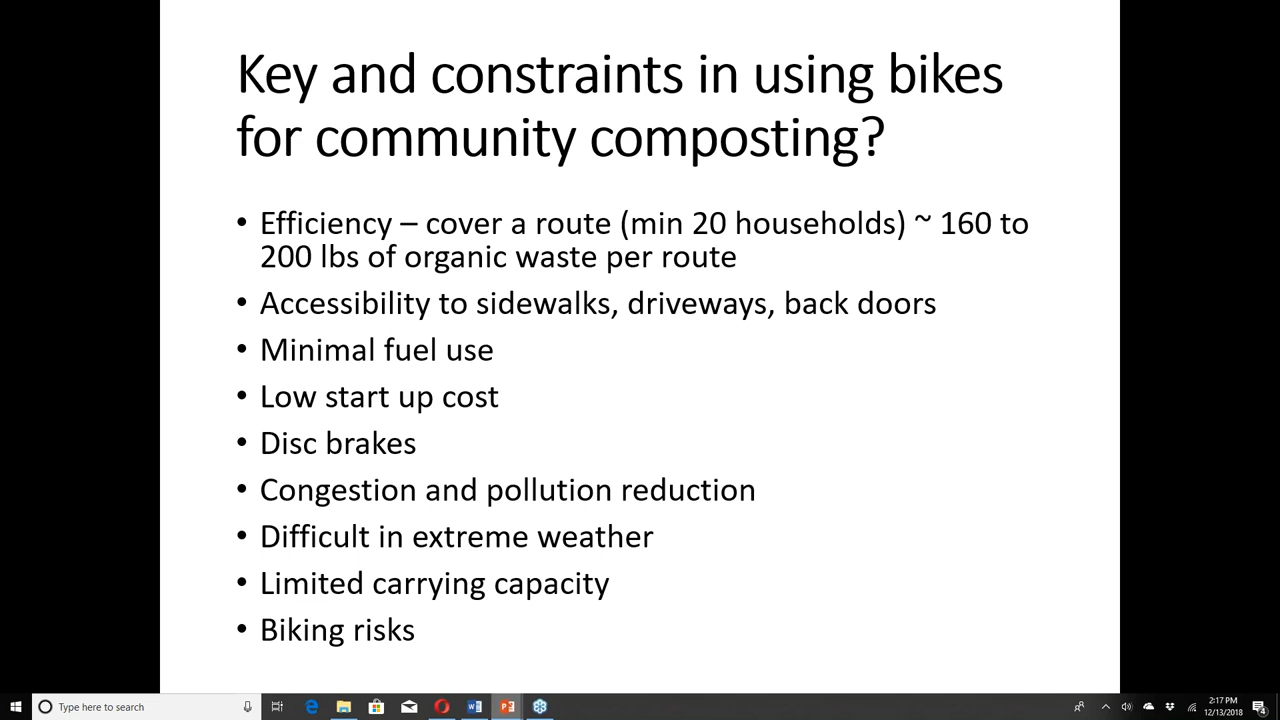 Key and constraints in using bikes
for community composting?
• Efficiency – cover a route (min 20 households) ~ 160 to
200 lbs of organic waste per route
• Accessibility to sidewalks, driveways, back doors
• Minimal fuel use
• Low start up cost
• Disc brakes
• Congestion and pollution reduction
• Difficult in extreme weather
• Limited carrying capacity
• Biking risks
Type here to search
2:17 PM
12/13/2018